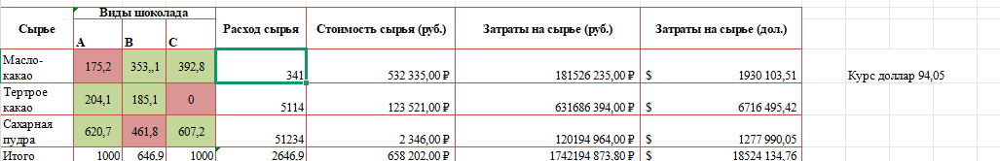 Сырье Виды шоколада Расход сырья Стоимость сырья (руб.) Затраты на сырье (руб.) Затраты на сырье (дол.)
A B C
Масло-
какао 175,2 353,,1 392,8 341 532 335,00 ₽ 181526 235,00 ₽ $ 1930 103,51 Курс доллар 94,05
Тертрое
какао 204,1 185,1 0 5114 123 521,00 ₽ 631686 394,00 ₽ $ 6716 495,42
Сахарная
пудра 620,7 461,8 607,2 51234 2 346,00 ₽ 120194 964,00 ₽ $ 1277 990,05
Итого 1000 646,9 1000 2646,9 658 202,00 ₽ 1742194 873,80 ₽ $ 18524 134,76